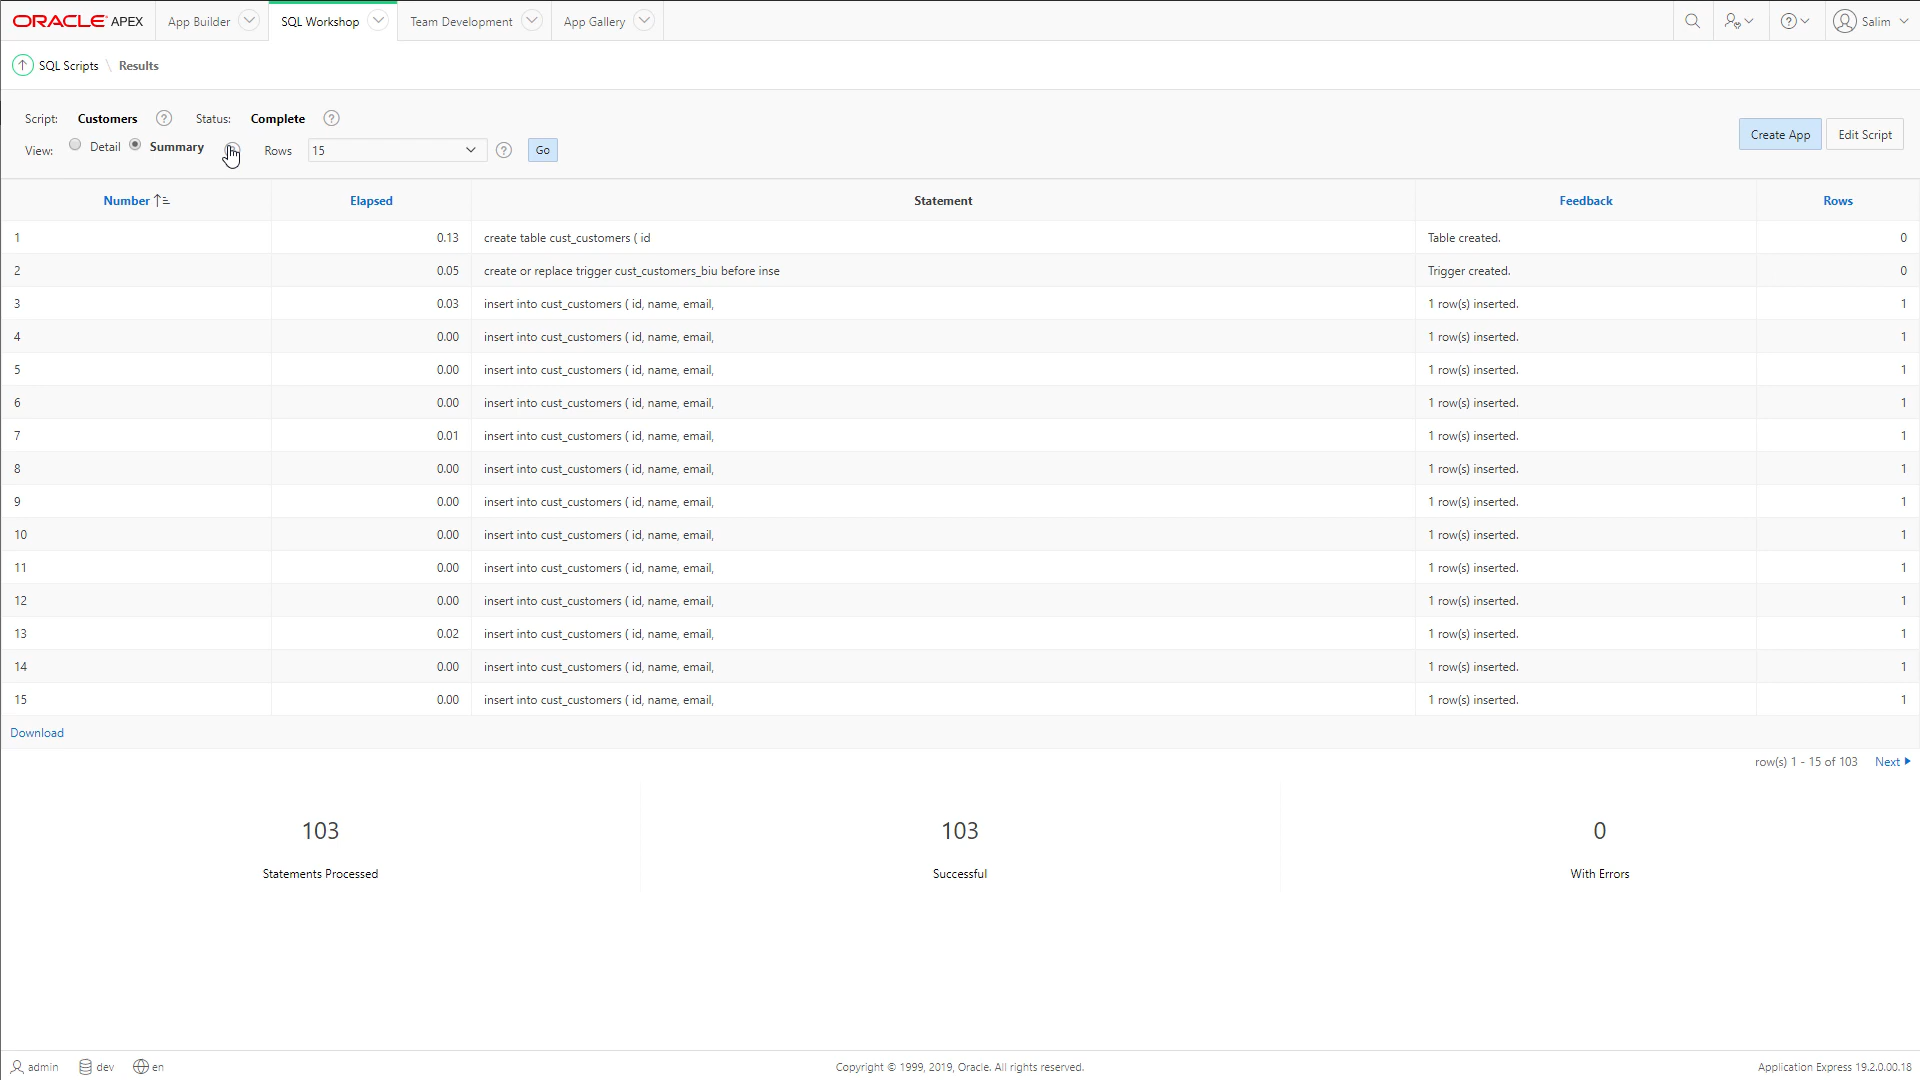 ORACLE APEX App Builder SQL Workshop Team Development App Gallery Salim
SQL Scripts \ Results
Script: Customers ? Status: Complete ?
View: Detail Summary Rows 15 ? Go Create App Edit Script
Number Elapsed Statement Feedback Rows
1 0.13 create table cust_customers ( id Table created. 0
2 0.05 create or replace trigger cust_customers_biu before inse Trigger created. 0
3 0.03 insert into cust_customers ( id, name, email, 1 row(s) inserted. 1
4 0.00 insert into cust_customers ( id, name, email, 1 row(s) inserted. 1
5 0.00 insert into cust_customers ( id, name, email, 1 row(s) inserted. 1
6 0.00 insert into cust_customers ( id, name, email, 1 row(s) inserted. 1
7 0.01 insert into cust_customers ( id, name, email, 1 row(s) inserted. 1
8 0.00 insert into cust_customers ( id, name, email, 1 row(s) inserted. 1
9 0.00 insert into cust_customers ( id, name, email, 1 row(s) inserted. 1
10 0.00 insert into cust_customers ( id, name, email, 1 row(s) inserted. 1
11 0.00 insert into cust_customers ( id, name, email, 1 row(s) inserted. 1
12 0.00 insert into cust_customers ( id, name, email, 1 row(s) inserted. 1
13 0.02 insert into cust_customers ( id, name, email, 1 row(s) inserted. 1
14 0.00 insert into cust_customers ( id, name, email, 1 row(s) inserted. 1
15 0.00 insert into cust_customers ( id, name, email, 1 row(s) inserted. 1
Download
row(s) 1 - 15 of 103 Next
103 103 0
Statements Processed Successful With Errors
admin dev en Copyright © 1999, 2019, Oracle. All rights reserved. Application Express 19.2.0.00.18